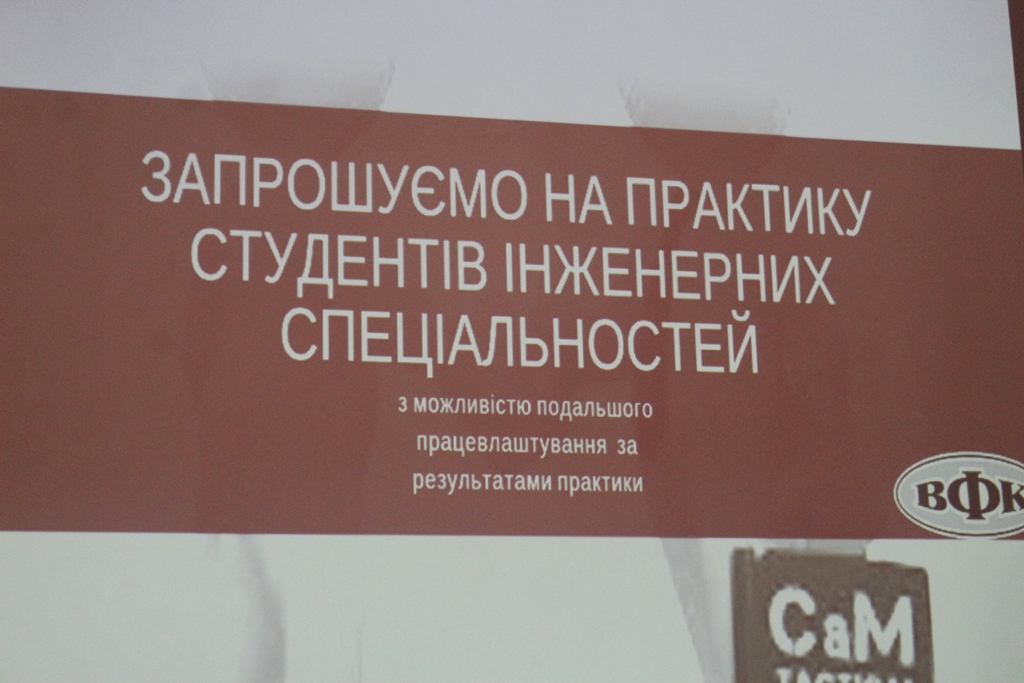 ЗАПРОШУЄМО НА ПРАКТИКУ
СТУДЕНТІВ ІНЖЕНЕРНИХ
СПЕЦІАЛЬНОСТЕЙ
з можливістю подальшого
працевлаштування за
результатами практики
ВФК
CaM